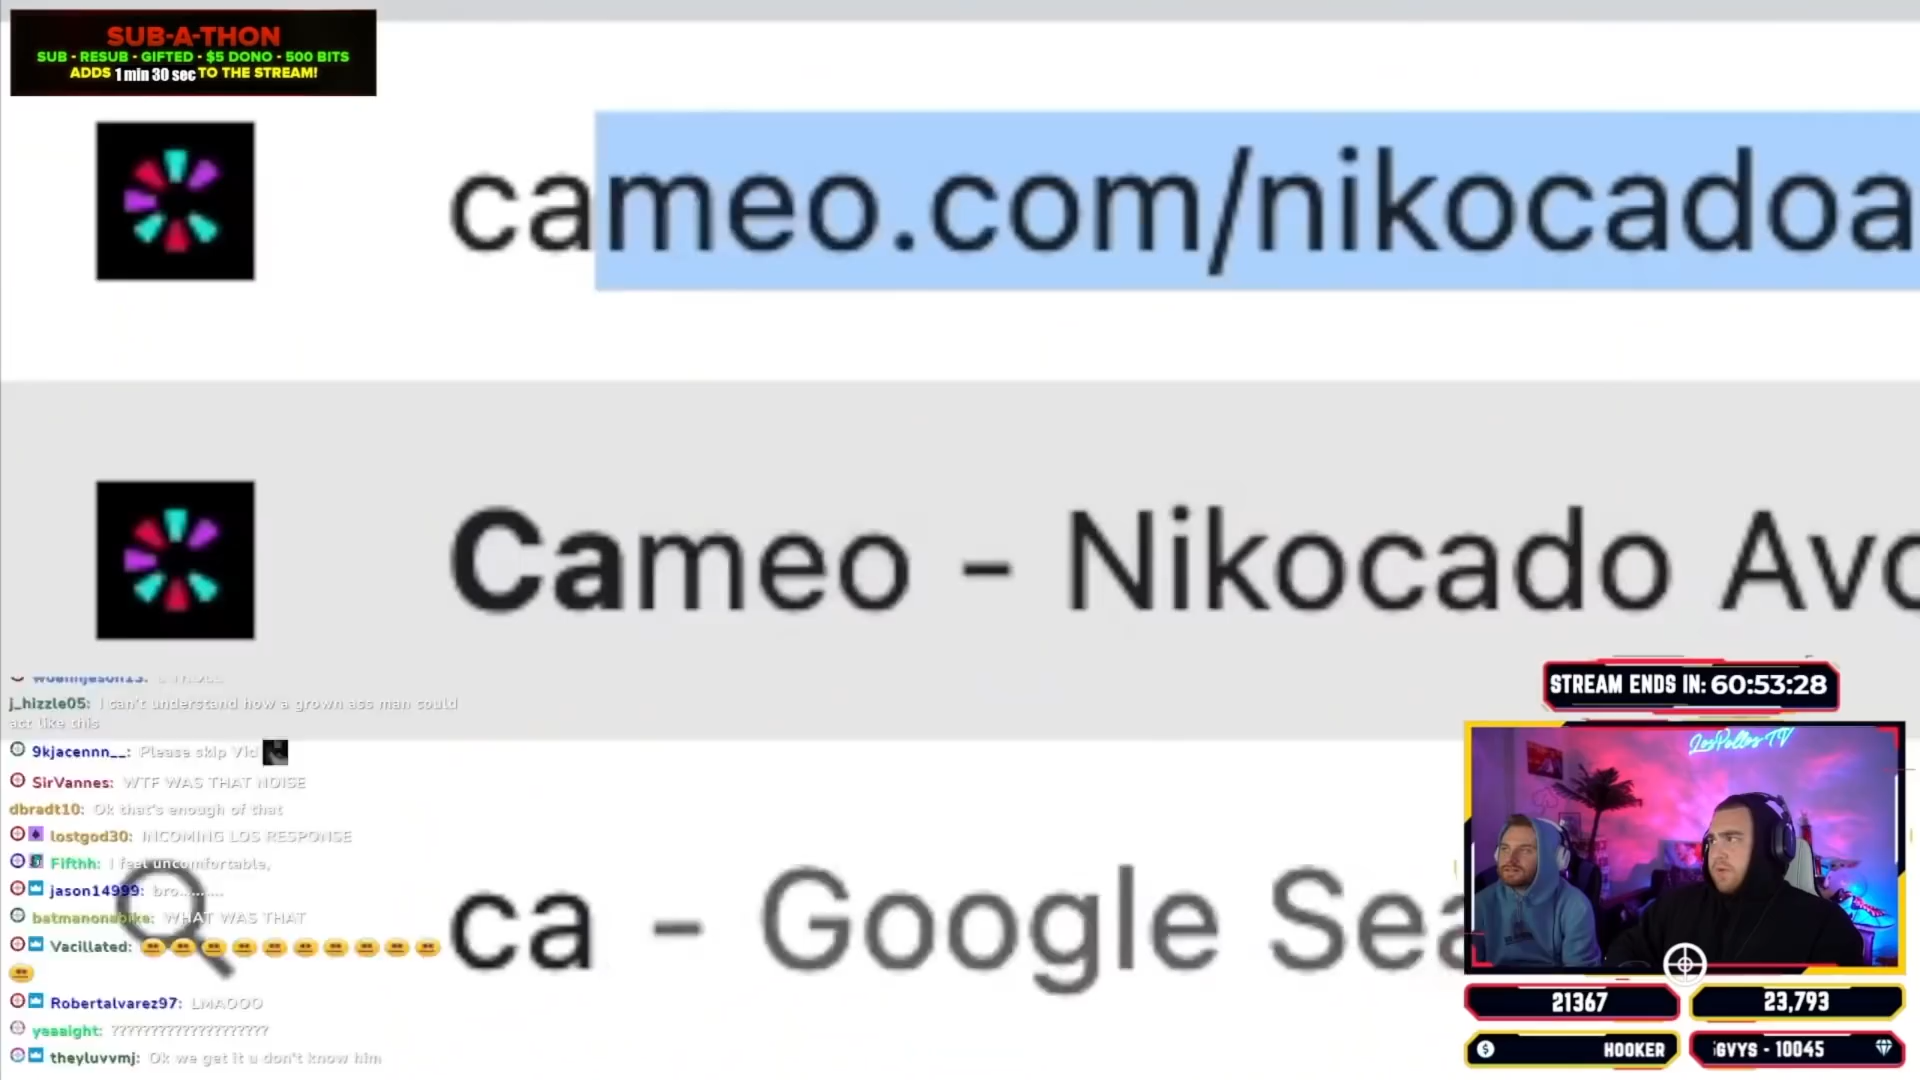 SUB-A-THON
SUB - RESUB - GIFTED - $5 DONO - 500 BITS
ADDS 1 min 30 sec TO THE STREAM!
cameo.com/nikocadoa
Cameo - Nikocado Avo
ca - Google Sea
j_hizzle05: I can't understand how a grown ass man could
act like this
9kjacennn__: Please skip Vid
SirVannes: WTF WAS THAT NOISE
dbradt10: Ok that's enough of that
lostgod30: INCOMING LOS RESPONSE
Fifthh: I feel uncomfortable,
jason14999: bro..........
batmanonabike: WHAT WAS THAT
Vacillated:
Robertalvarez97: LMAOOO
yeaaight: ????????????????????
theyluvvmj: Ok we get it u don't know him
STREAM ENDS IN: 60:53:28
LosPollos TV
21367
23,793
HOOKER
GVYS - 10045